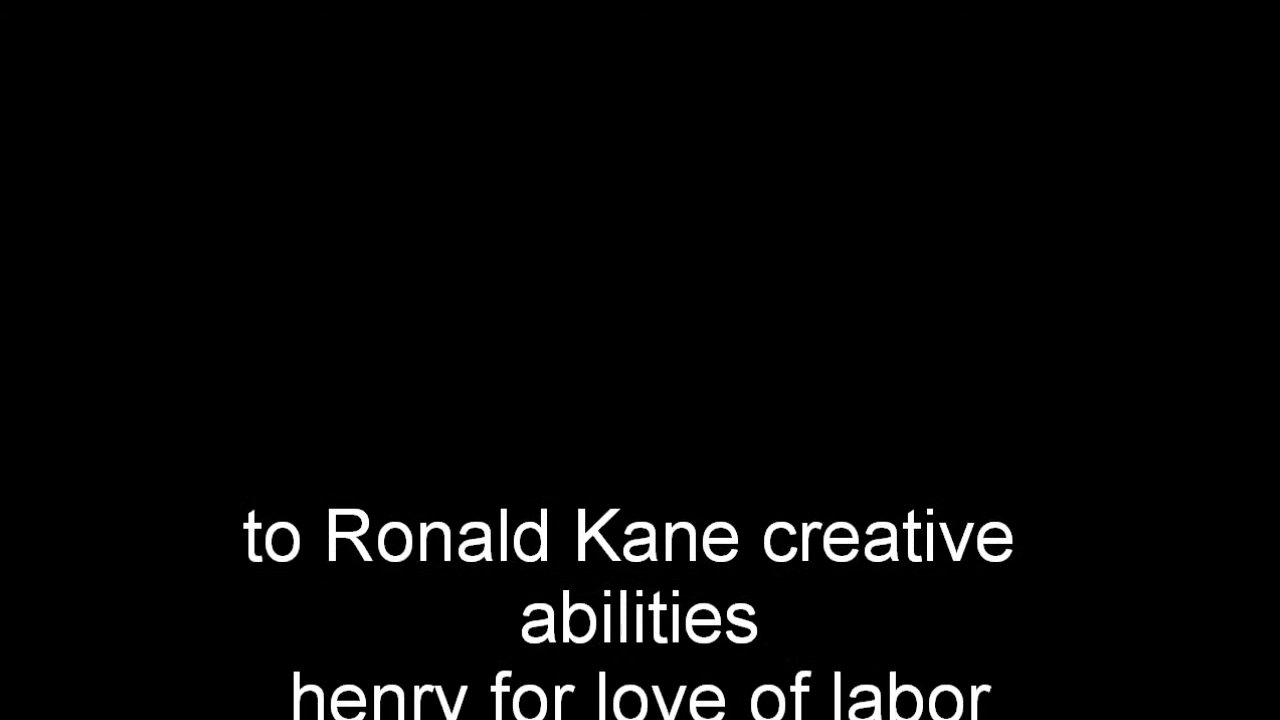 to Ronald Kane creative
abilities
henry for love of labor